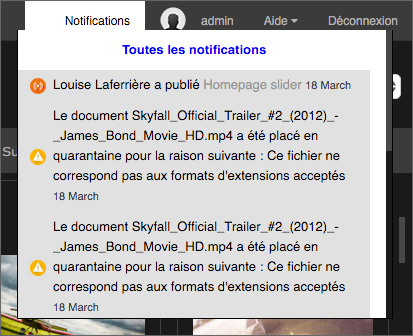 Notifications admin Aide Déconnexion
Toutes les notifications
Louise Laferrière a publié Homepage slider 18 March
Le document Skyfall_Official_Trailer_#2_(2012)_-
_James_Bond_Movie_HD.mp4 a été placé en
quarantaine pour la raison suivante : Ce fichier ne
correspond pas aux formats d'extensions acceptés
18 March
Le document Skyfall_Official_Trailer_#2_(2012)_-
_James_Bond_Movie_HD.mp4 a été placé en
quarantaine pour la raison suivante : Ce fichier ne
correspond pas aux formats d'extensions acceptés
18 March